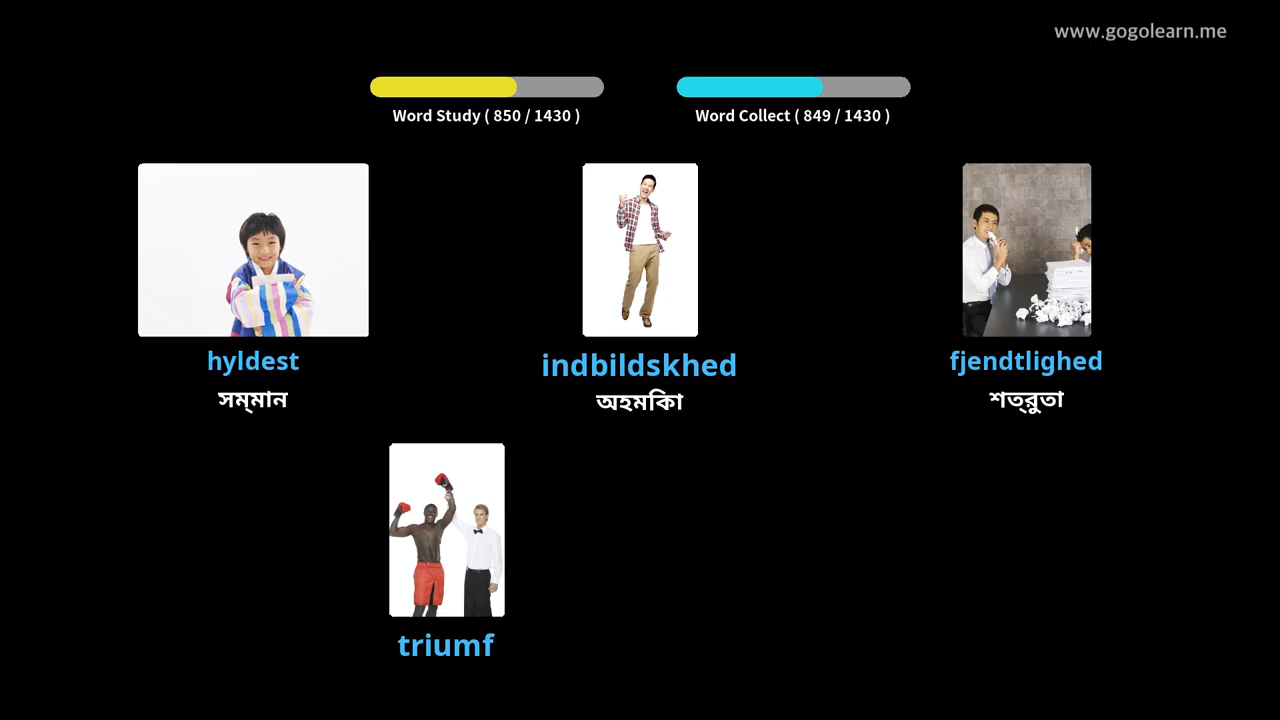 www.gogolearn.me
Word Study ( 850 / 1430 )
Word Collect ( 849 / 1430 )
hyldest
indbildskhed
fjendtlighed
সম্মান
অহমিকা
শত্রুতা
triumf